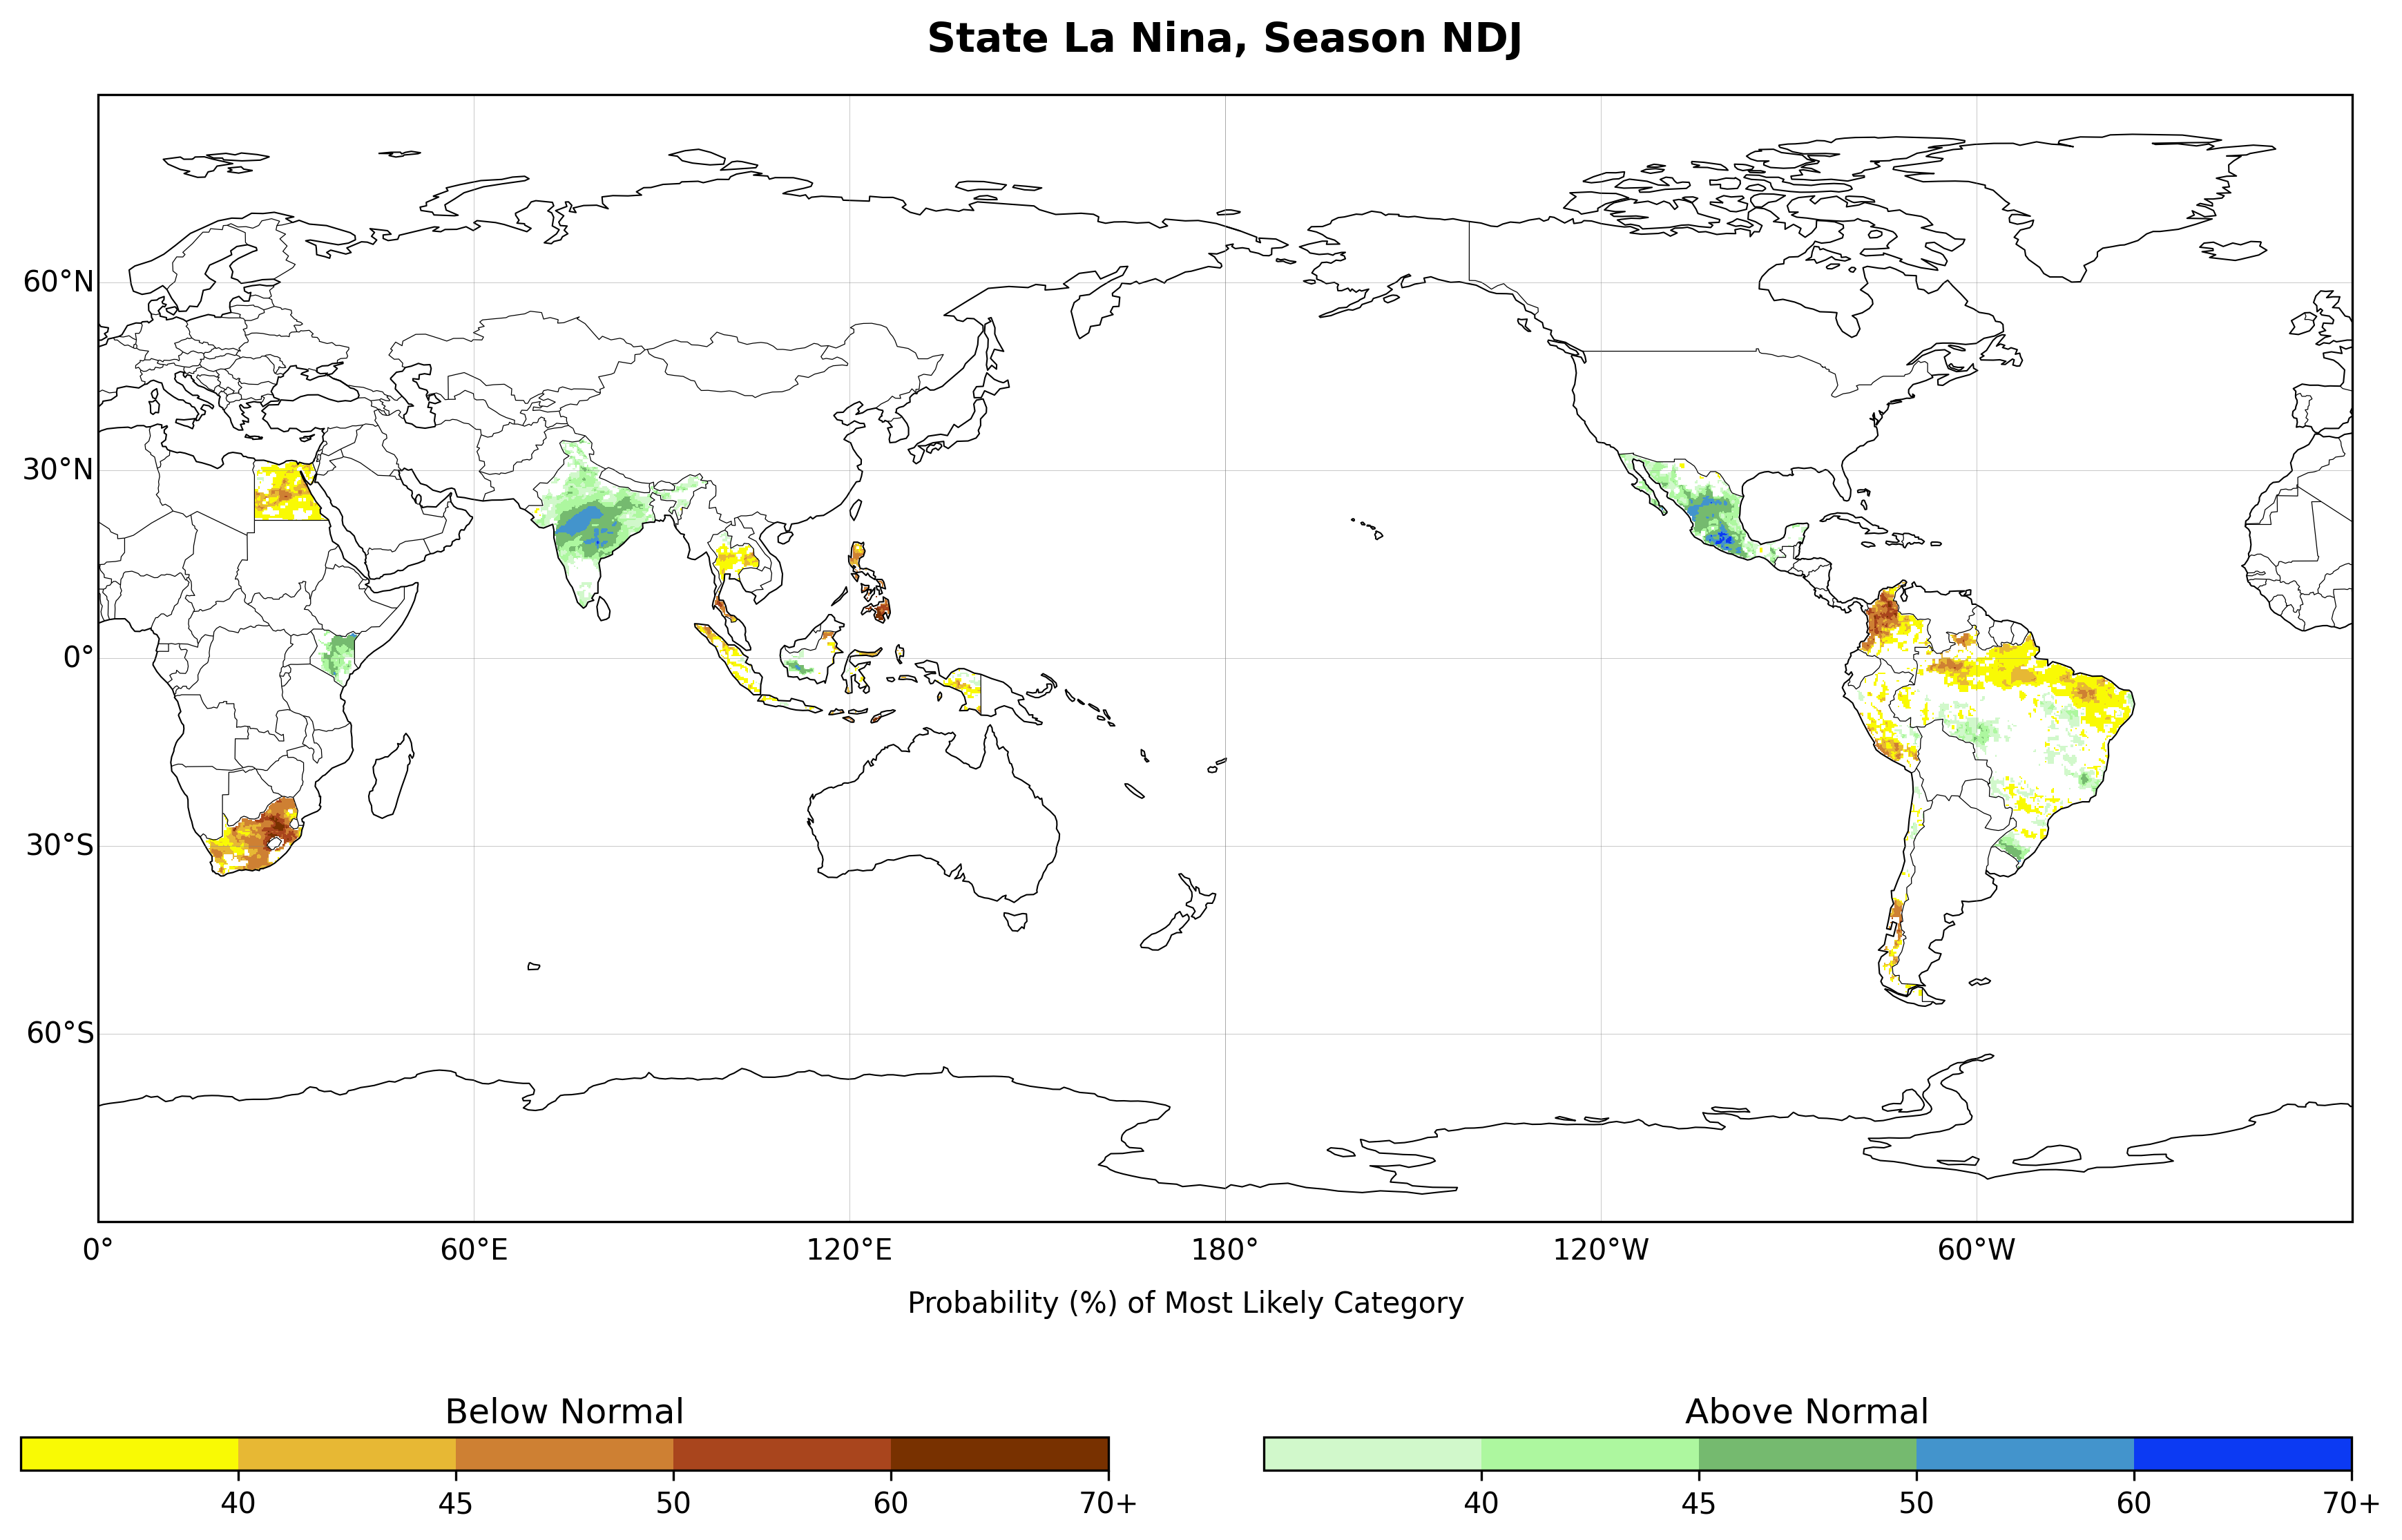 State La Nina, Season NDJ
60°N
30°N
0°
30°S
60°S
0° 60°E 120°E 180° 120°W 60°W
Probability (%) of Most Likely Category
Below Normal
40 45 50 60 70+
Above Normal
40 45 50 60 70+